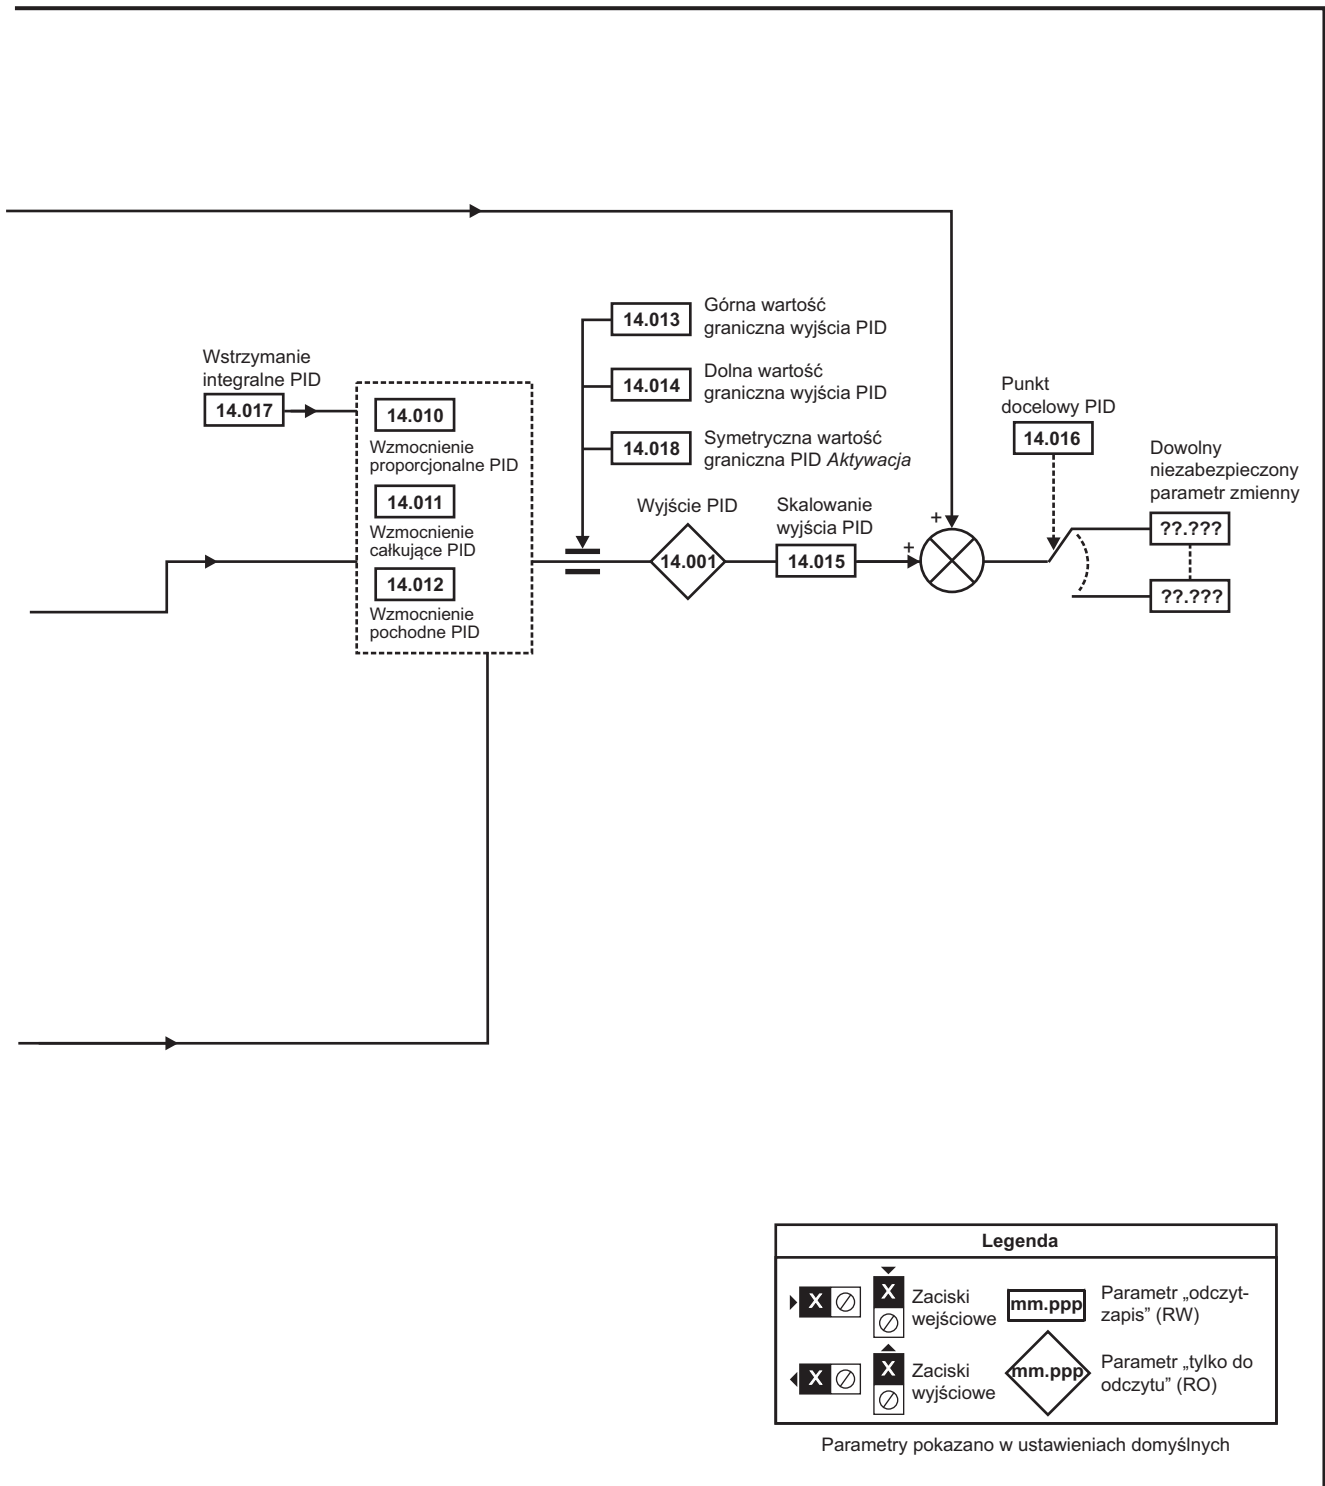 Górna wartość
graniczna wyjścia PID
14.013
Wstrzymanie
integralne PID
14.017
Dolna wartość
graniczna wyjścia PID
14.014
14.010
Wzmocnienie
proporcjonalne PID
Symetryczna wartość
graniczna PID Aktywacja
14.018
Punkt
docelowy PID
14.016
Dowolny
niezabezpieczony
parametr zmienny
14.011
Wzmocnienie
całkujące PID
Wyjście PID
14.001
Skalowanie
wyjścia PID
14.015
+
+
??.???
??.???
14.012
Wzmocnienie
pochodne PID
Legenda
X
X
Zaciski
wejściowe
mm.ppp
Parametr „odczyt-
zapis” (RW)
X
X
Zaciski
wyjściowe
mm.ppp
Parametr „tylko do
odczytu” (RO)
Parametry pokazano w ustawieniach domyślnych